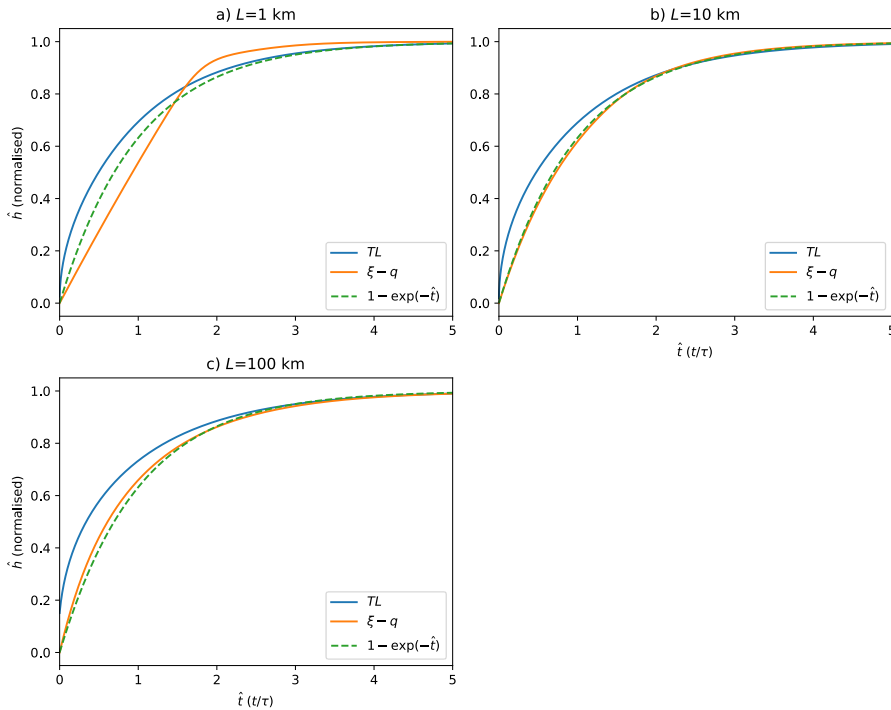 a) L=1 km
1.0
0.8
0.6
0.4
0.2
0.0
ĥ (normalised)
TL
ξ − q
1 − exp(−t̂)
0 1 2 3 4 5
b) L=10 km
1.0
0.8
0.6
0.4
0.2
0.0
TL
ξ − q
1 − exp(−t̂)
0 1 2 3 4 5
t̂ (t/τ)
c) L=100 km
1.0
0.8
0.6
0.4
0.2
0.0
ĥ (normalised)
TL
ξ − q
1 − exp(−t̂)
0 1 2 3 4 5
t̂ (t/τ)